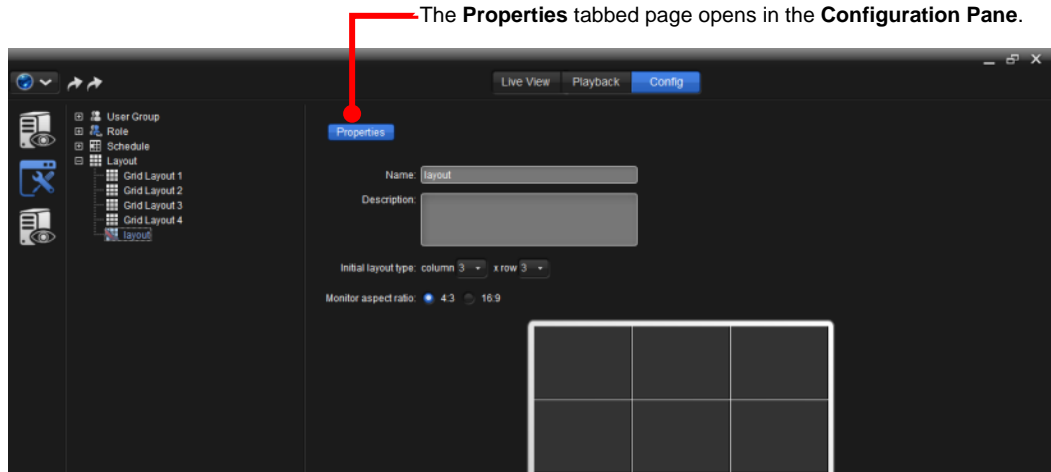 The Properties tabbed page opens in the Configuration Pane.
Live View Playback Config
User Group
Role
Schedule
Layout
Grid Layout 1
Grid Layout 2
Grid Layout 3
Grid Layout 4
layout
Properties
Name: layout
Description:
Initial layout type: column 3 x row 3
Monitor aspect ratio: 4:3 16:9